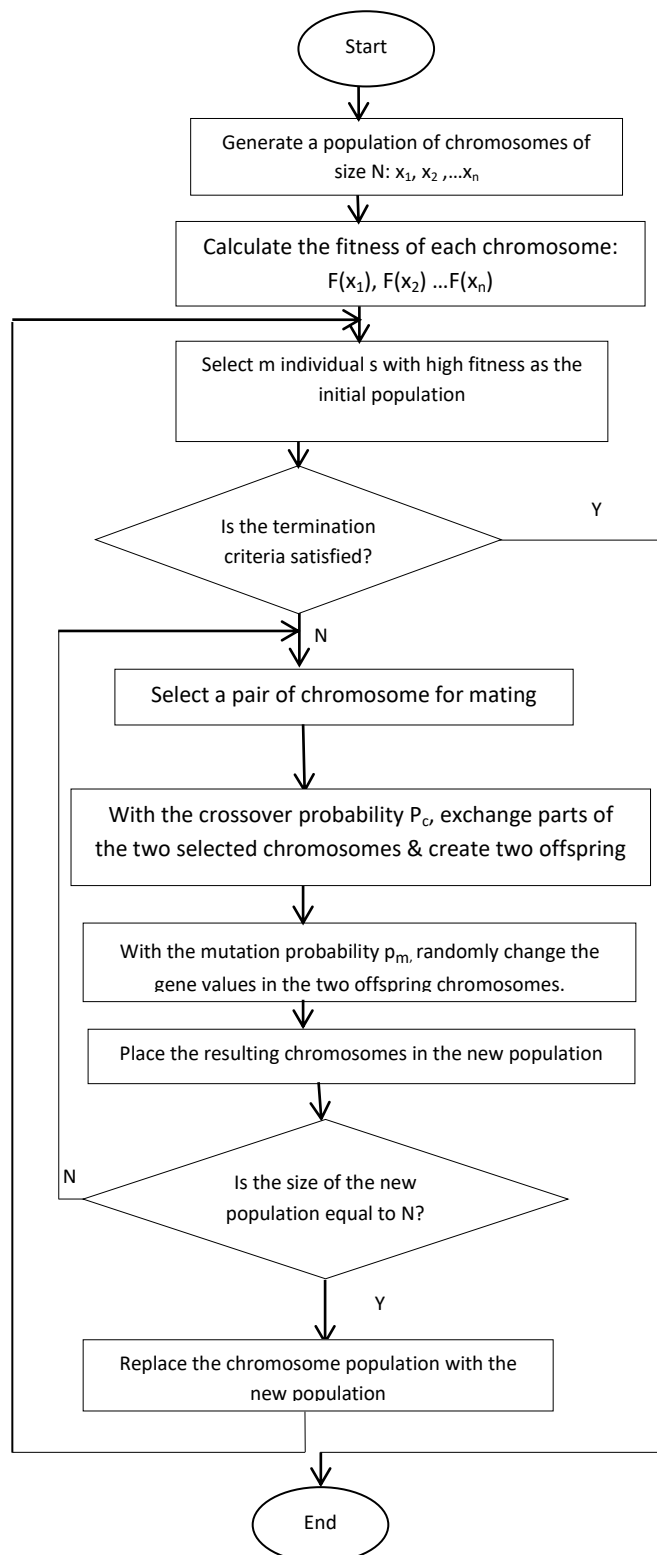 Start
Generate a population of chromosomes of
size N: x₁, x₂ ,...xₙ
Calculate the fitness of each chromosome:
F(x₁), F(x₂) ...F(xₙ)
Select m individual s with high fitness as the
initial population
Is the termination
criteria satisfied?
Y
N
Select a pair of chromosome for mating
With the crossover probability P꜀, exchange parts of
the two selected chromosomes & create two offspring
With the mutation probability pₘ, randomly change the
gene values in the two offspring chromosomes.
Place the resulting chromosomes in the new population
N
Is the size of the new
population equal to N?
Y
Replace the chromosome population with the
new population
End